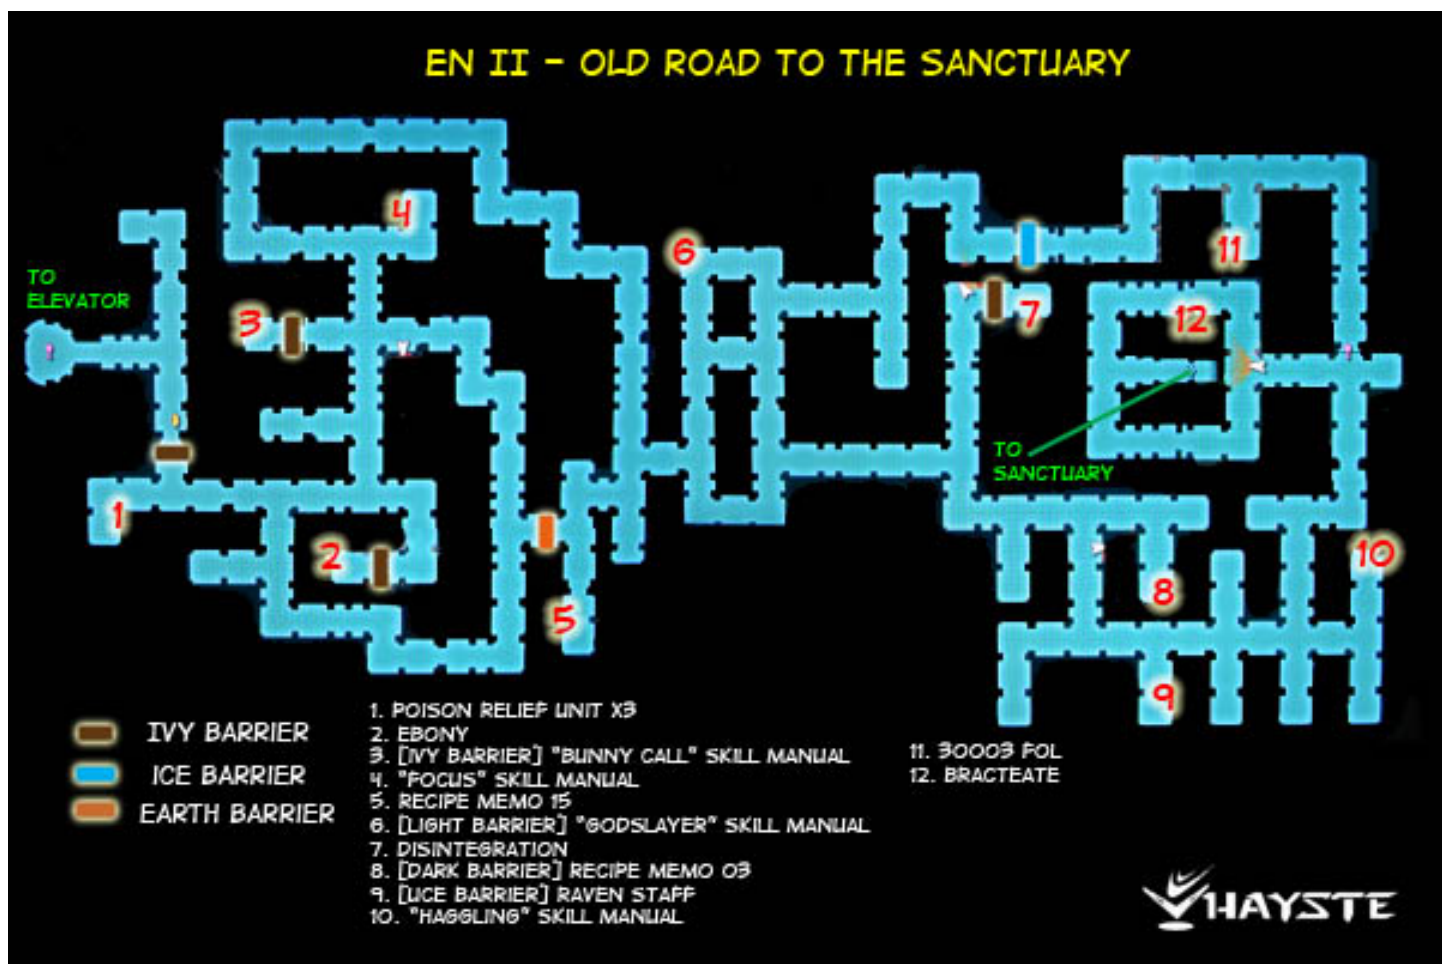 EN II - OLD ROAD TO THE SANCTUARY
4
6
11
TO
ELEVATOR
3
7
12
TO
SANCTUARY
1
2
10
5
8
9
IVY BARRIER
ICE BARRIER
EARTH BARRIER
1. POISON RELIEF UNIT X3
2. EBONY
3. [IVY BARRIER] "BUNNY CALL" SKILL MANUAL
4. "FOCUS" SKILL MANUAL
5. RECIPE MEMO 15
6. [LIGHT BARRIER] "GODSLAYER" SKILL MANUAL
7. DISINTEGRATION
8. [DARK BARRIER] RECIPE MEMO 03
9. [UCE BARRIER] RAVEN STAFF
10. "HAGGLING" SKILL MANUAL
11. 30003 FOL
12. BRACTEATE
VHAYSTE